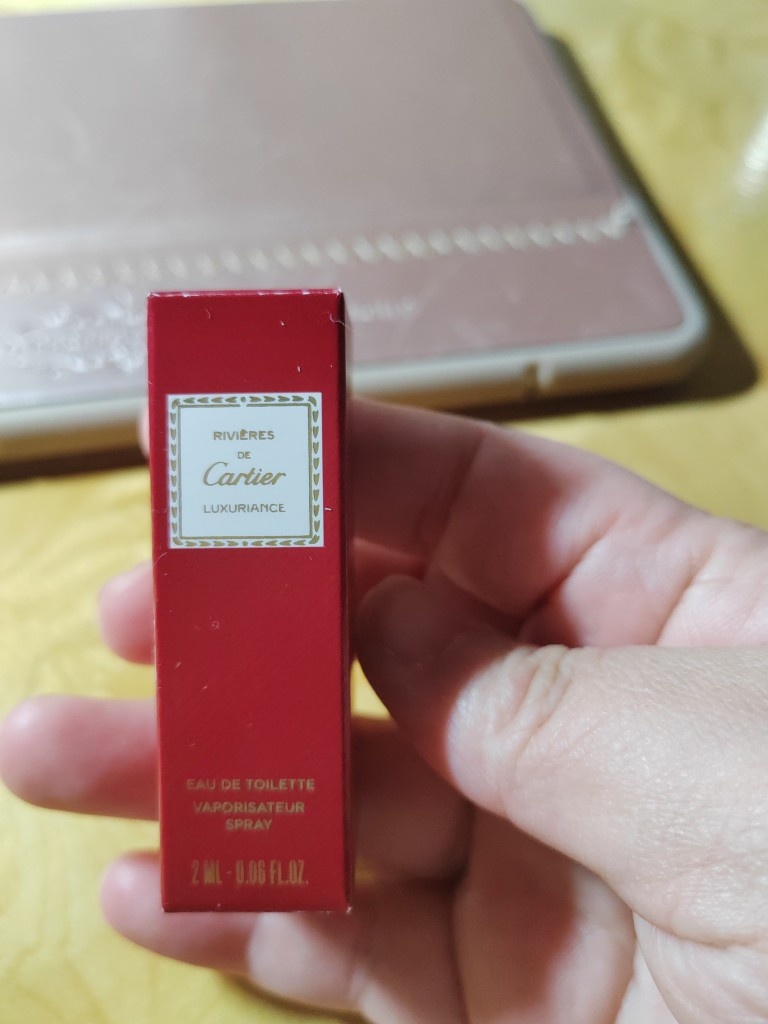 RIVIÈRES
DE
Cartier
LUXURIANCE
EAU DE TOILETTE
VAPORISATEUR
SPRAY
2 ML - 0.06 FL.OZ.